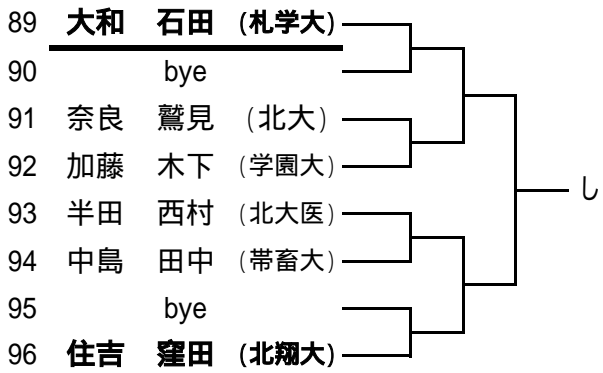 89 大和 石田 (札学大)
90 bye
91 奈良 鷲見 (北大)
92 加藤 木下 (学園大)
93 半田 西村 (北大医)
し
94 中島 田中 (帯畜大)
95 bye
96 住吉 窪田 (北翔大)